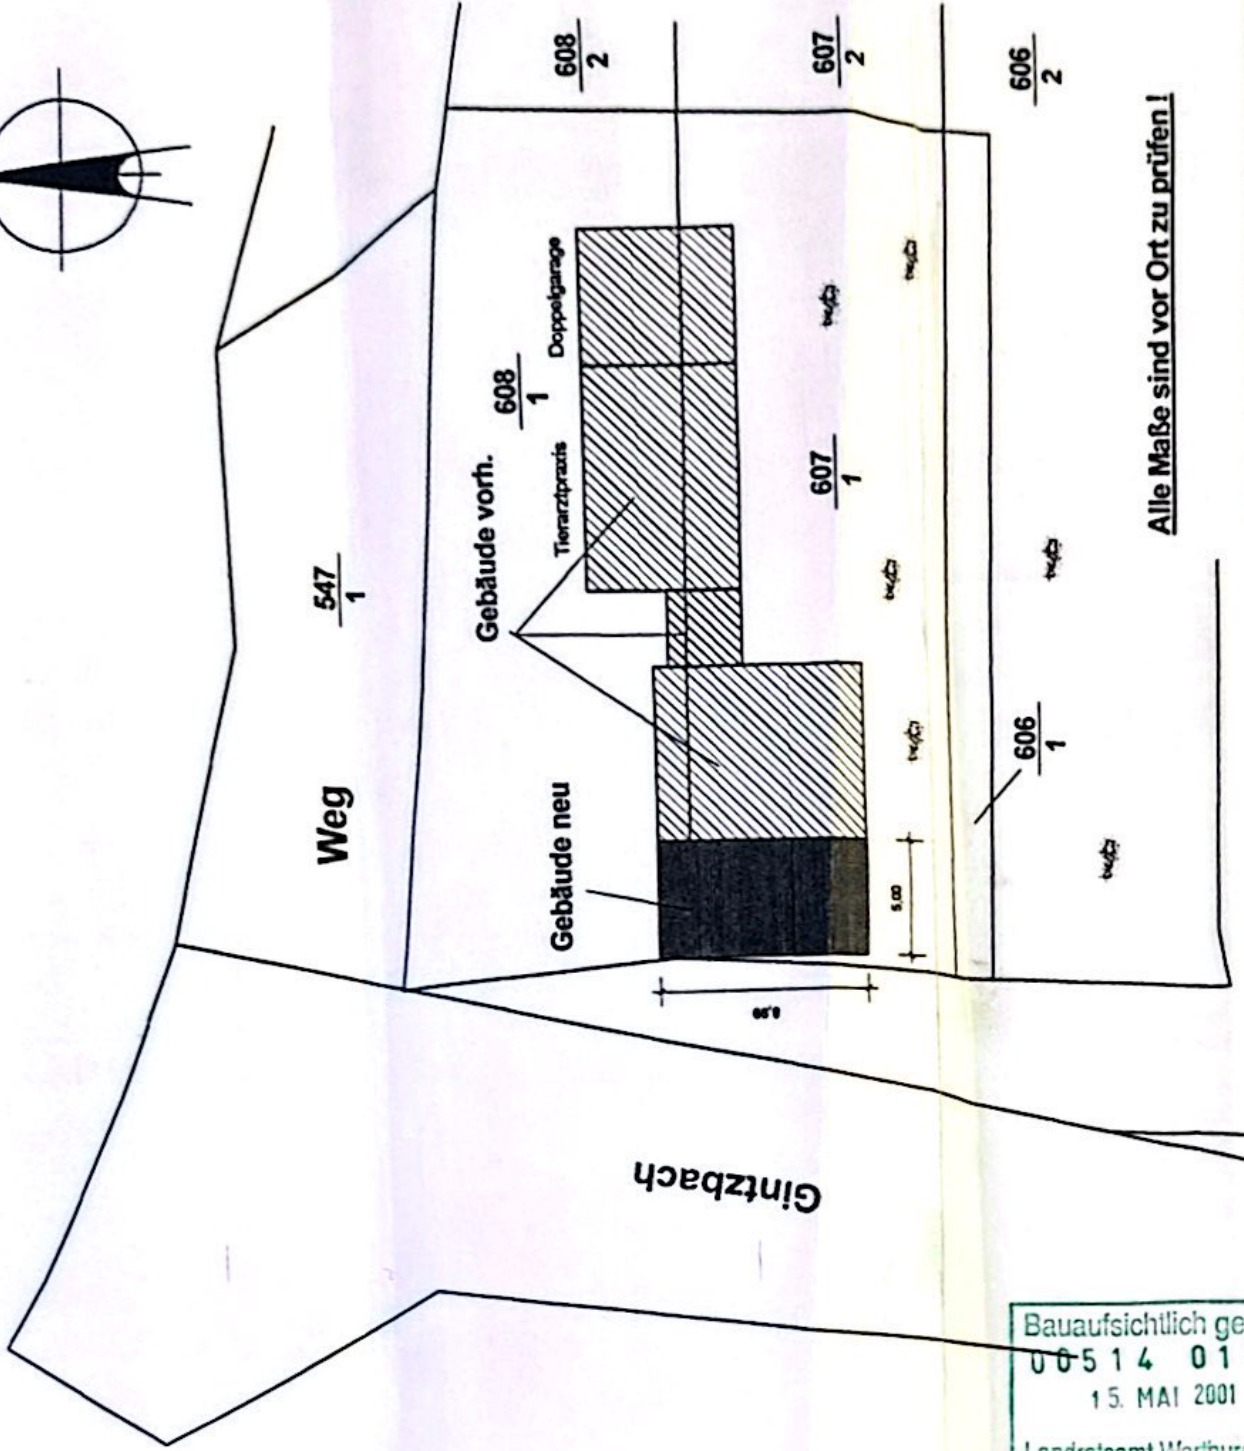 608
2
607
2
606
2
Doppelgarage
608
1
Tierarztpraxis
Gebäude vorh.
547
1
607
1
Alle Maße sind vor Ort zu prüfen!
Weg
Gebäude neu
606
1
5,00
Gintzbach
Bauaufsichtlich ge
00514 01
15. MAI 2001